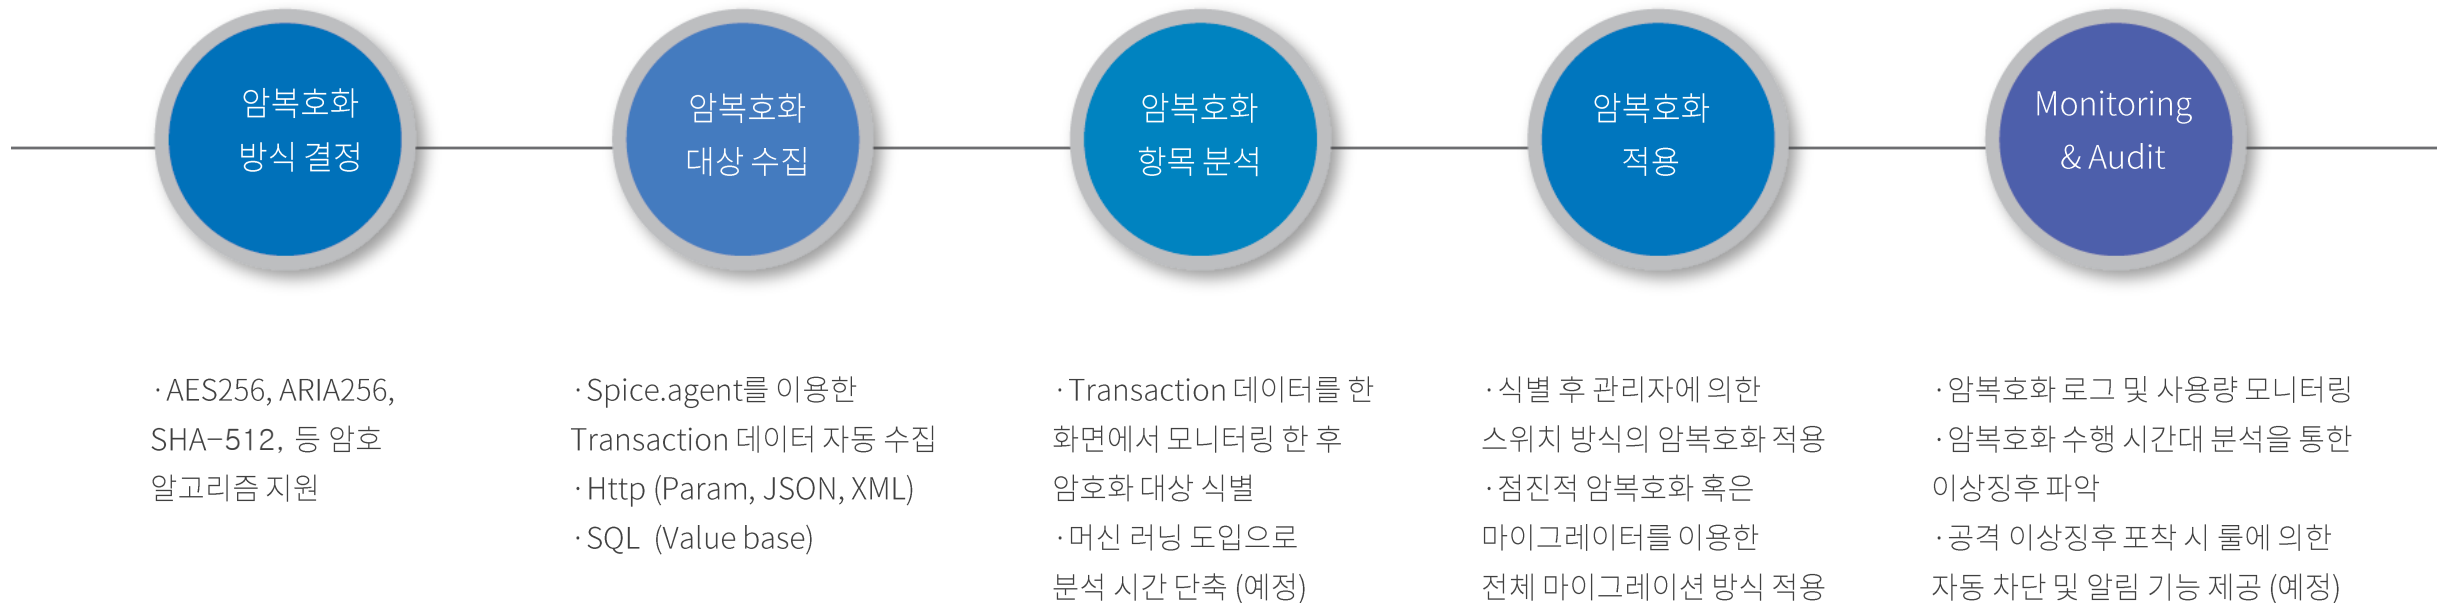 암복호화
방식 결정
암복호화
대상 수집
암복호화
항목 분석
암복호화
적용
Monitoring
& Audit
· AES256, ARIA256,
SHA-512, 등 암호
알고리즘 지원
· Spice.agent를 이용한
Transaction 데이터 자동 수집
· Http (Param, JSON, XML)
· SQL (Value base)
· Transaction 데이터를 한
화면에서 모니터링 한 후
암호화 대상 식별
· 머신 러닝 도입으로
분석 시간 단축 (예정)
· 식별 후 관리자에 의한
스위치 방식의 암복호화 적용
· 점진적 암복호화 혹은
마이그레이터를 이용한
전체 마이그레이션 방식 적용
· 암복호화 로그 및 사용량 모니터링
· 암복호화 수행 시간대 분석을 통한
이상징후 파악
· 공격 이상징후 포착 시 룰에 의한
자동 차단 및 알림 기능 제공 (예정)